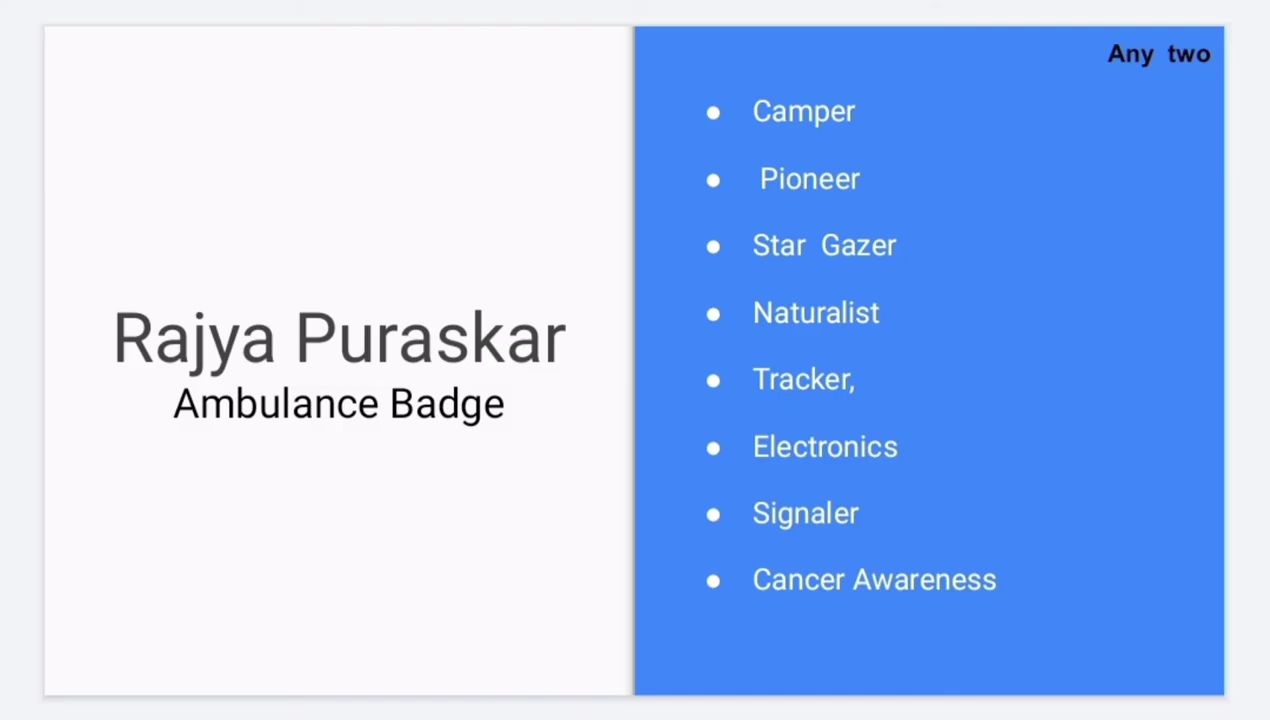 Rajya Puraskar
Ambulance Badge
Any two
● Camper
● Pioneer
● Star Gazer
● Naturalist
● Tracker,
● Electronics
● Signaler
● Cancer Awareness